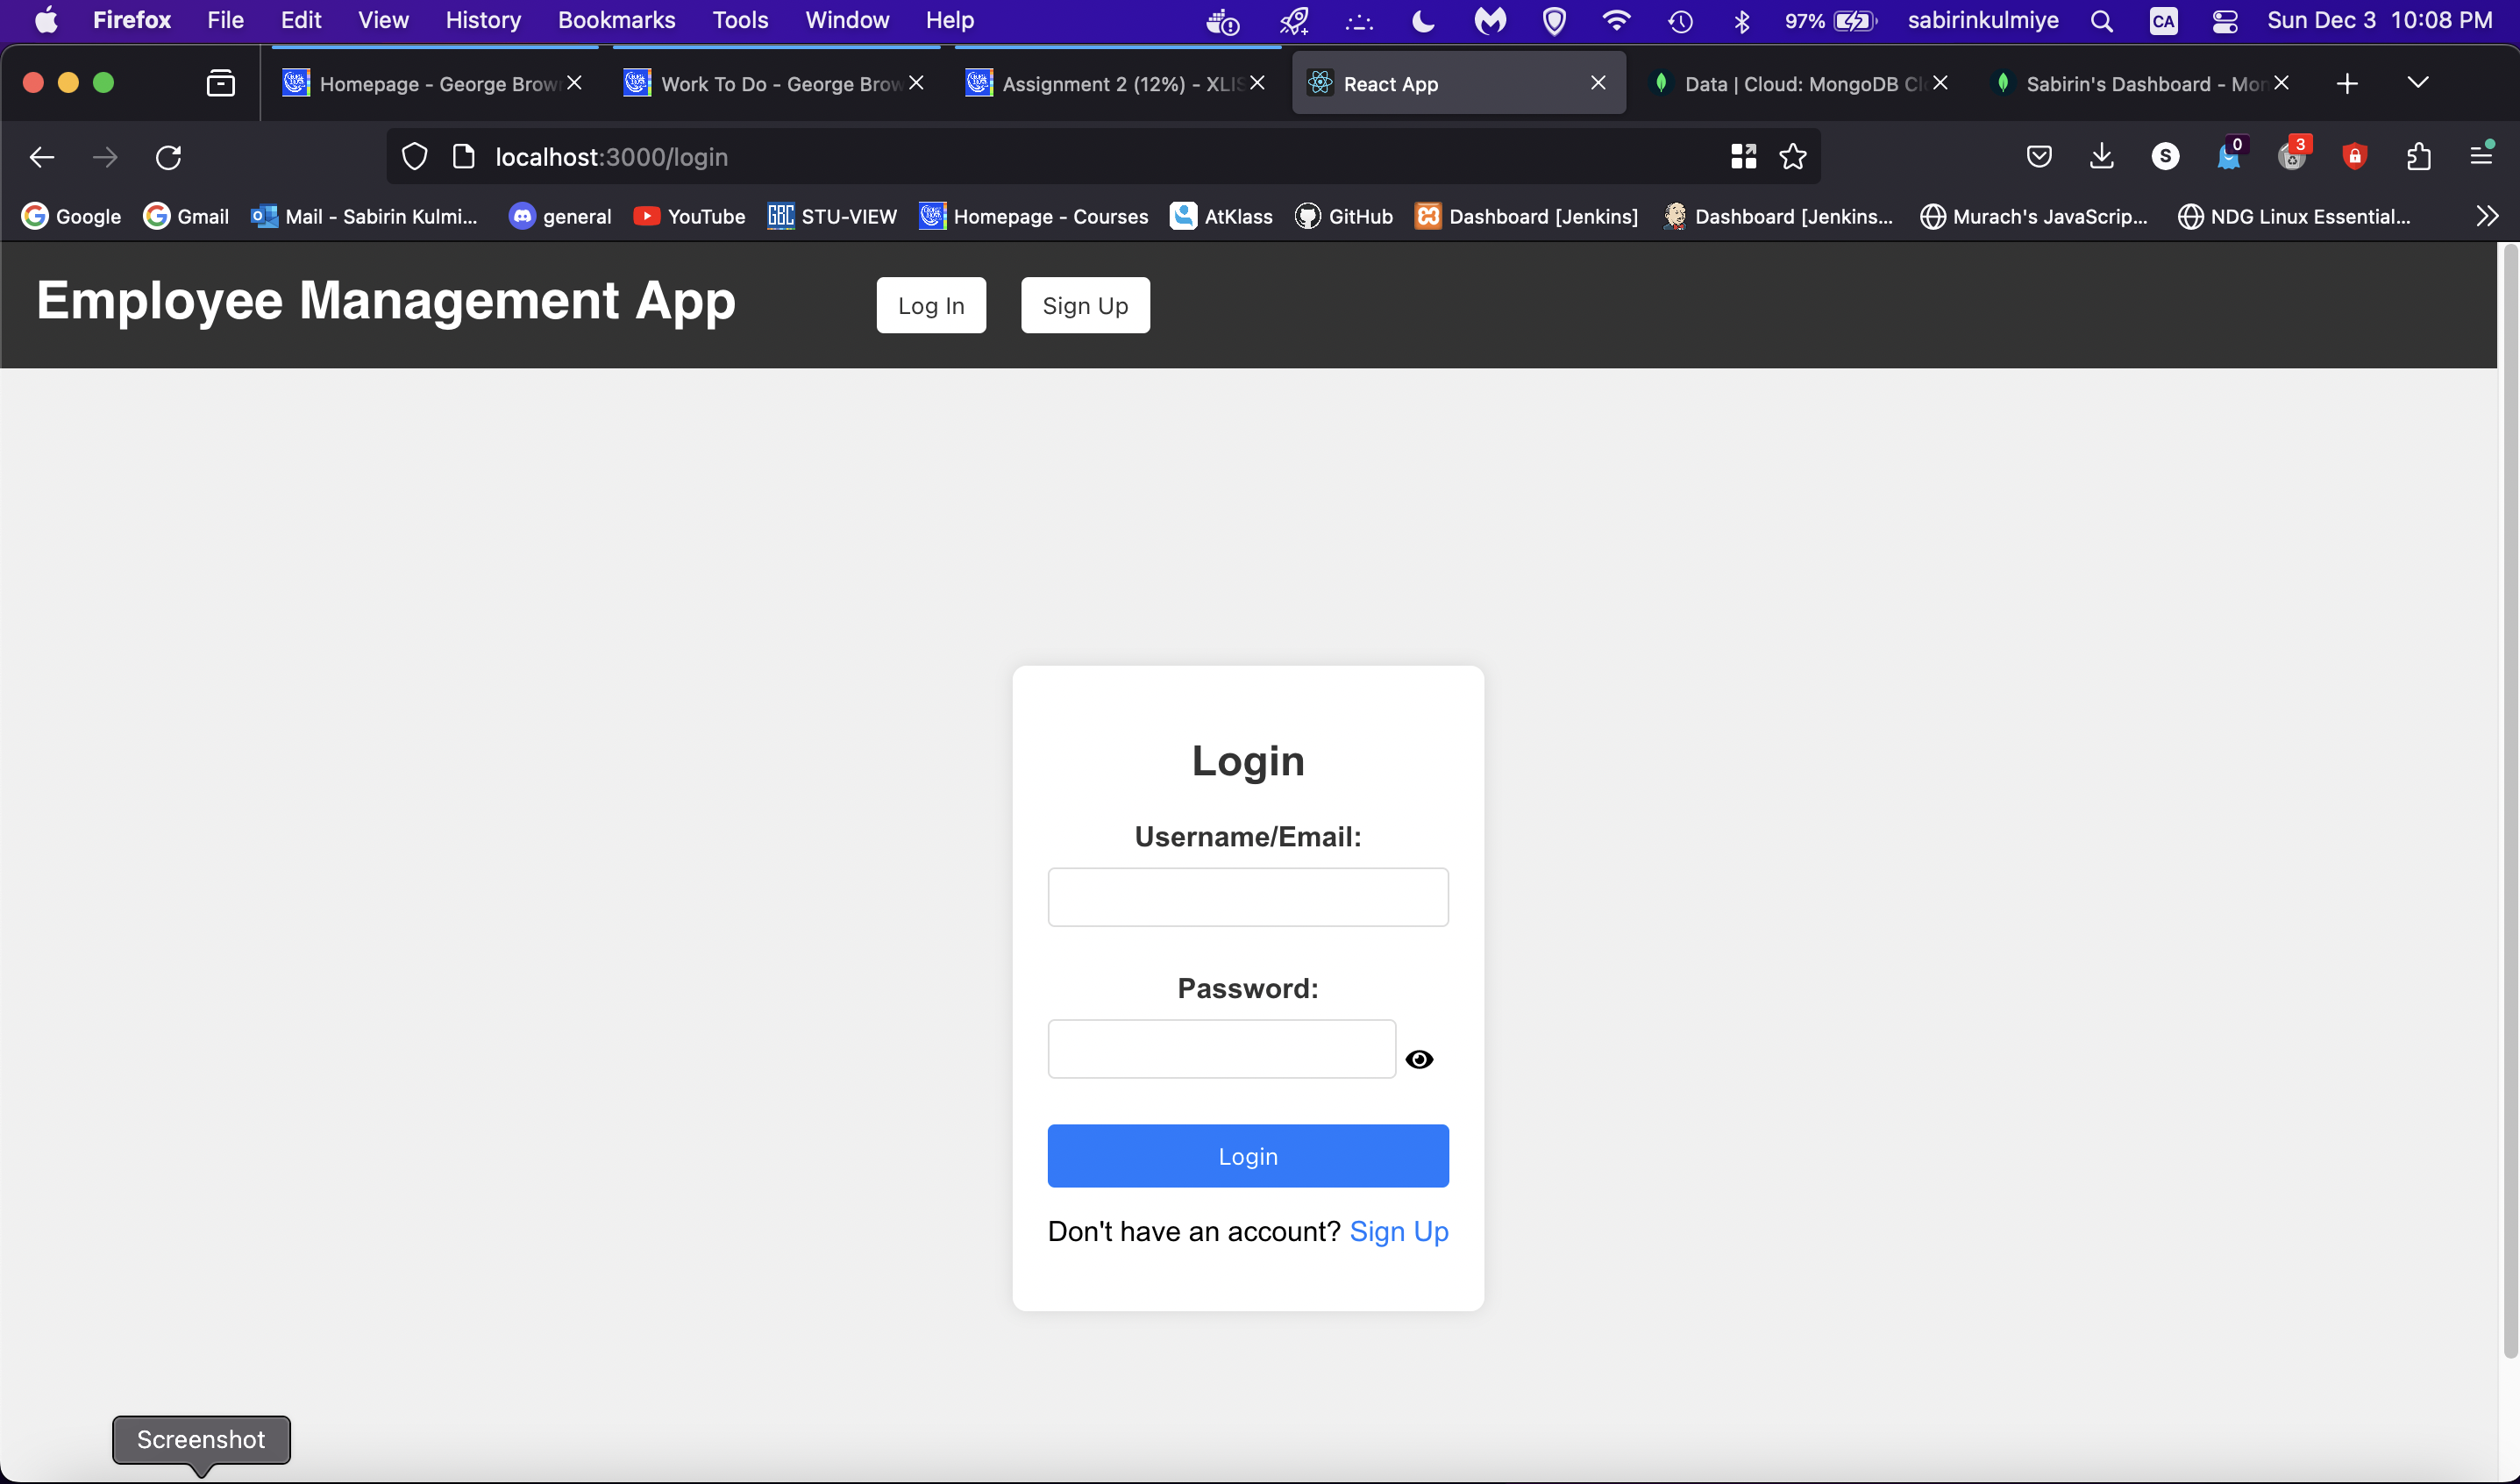 Firefox File Edit View History Bookmarks Tools Window Help 97% sabirinkulmiye CA Sun Dec 3 10:08 PM
Homepage - George Brow Work To Do - George Brow Assignment 2 (12%) - XLIS React App Data | Cloud: MongoDB Cl Sabirin's Dashboard - Mon
localhost:3000/login S 0 3
Google Gmail Mail - Sabirin Kulmi... general YouTube GBC STU-VIEW Homepage - Courses AtKlass GitHub Dashboard [Jenkins] Dashboard [Jenkins... Murach's JavaScrip... NDG Linux Essential...
Employee Management App Log In Sign Up
Login
Username/Email:
Password:
Login
Don't have an account? Sign Up
Screenshot